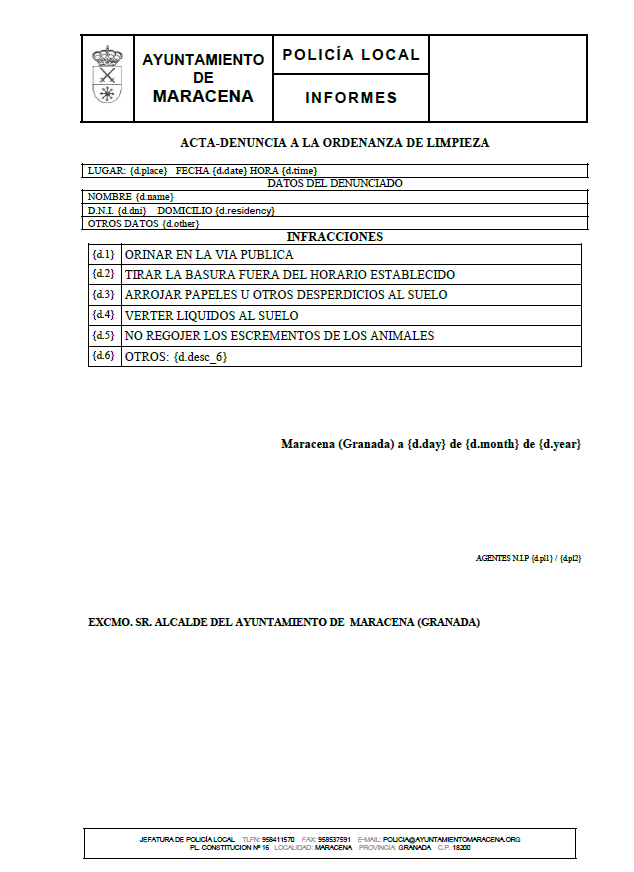 AYUNTAMIENTO
DE
MARACENA
POLICÍA LOCAL
INFORMES
ACTA-DENUNCIA A LA ORDENANZA DE LIMPIEZA
LUGAR: {d.place} FECHA {d.date} HORA {d.time}
DATOS DEL DENUNCIADO
NOMBRE {d.name}
D.N.I. {d.dni} DOMICILIO {d.residency}
OTROS DATOS {d.other}
INFRACCIONES
{d.1} ORINAR EN LA VIA PUBLICA
{d.2} TIRAR LA BASURA FUERA DEL HORARIO ESTABLECIDO
{d.3} ARROJAR PAPELES U OTROS DESPERDICIOS AL SUELO
{d.4} VERTER LIQUIDOS AL SUELO
{d.5} NO REGOJER LOS ESCREMENTOS DE LOS ANIMALES
{d.6} OTROS: {d.desc_6}
Maracena (Granada) a {d.day} de {d.month} de {d.year}
AGENTES N.I.P {d.pl1} / {d.pl2}
EXCMO. SR. ALCALDE DEL AYUNTAMIENTO DE MARACENA (GRANADA)
JEFATURA DE POLICÍA LOCAL TLFN: 958411570 FAX: 958537591 E-MAIL: POLICIA@AYUNTAMIENTOMARACENA.ORG
PL. CONSTITUCION Nº 16 LOCALIDAD: MARACENA PROVINCIA: GRANADA C.P. 18200